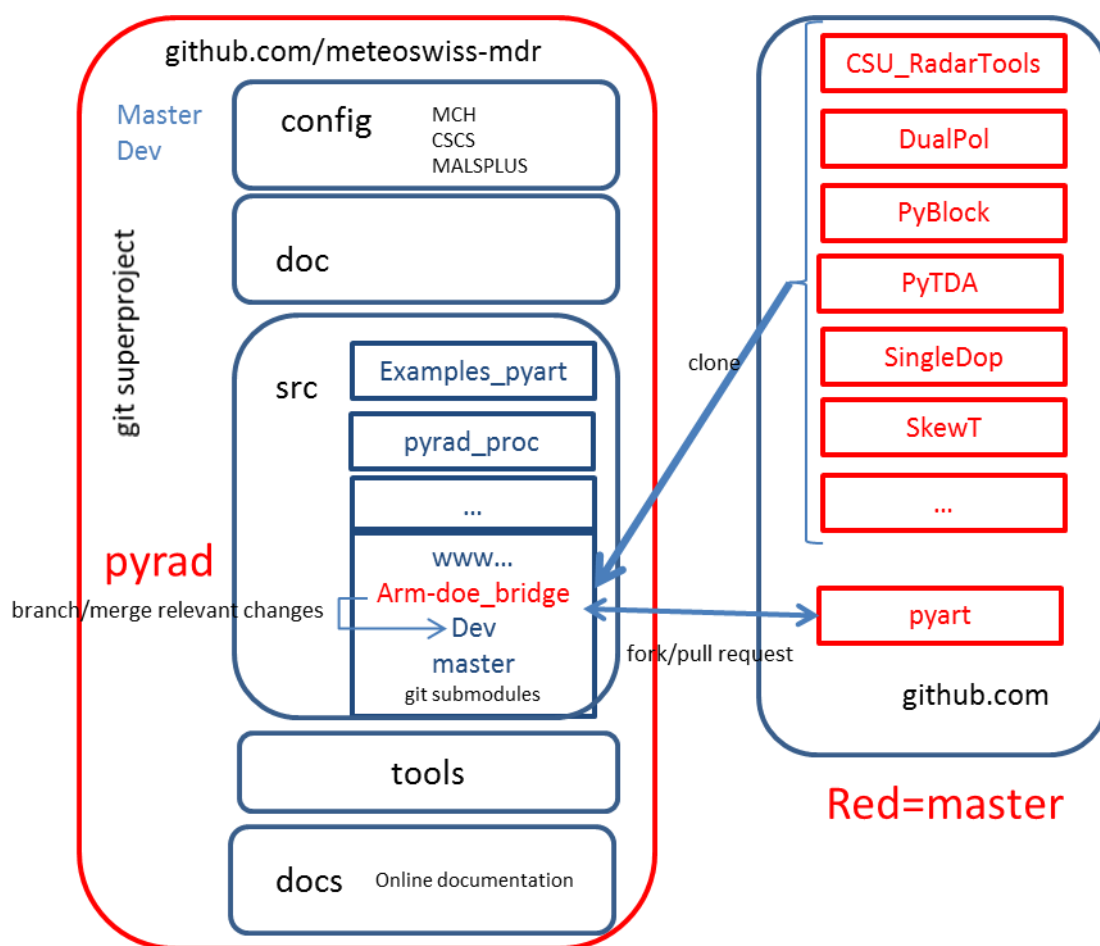 github.com/meteoswiss-mdr
Master
Dev
config
MCH
CSCS
MALSPLUS
git superproject
doc
src
Examples_pyart
pyrad_proc
...
www...
Arm-doe_bridge
Dev
master
git submodules
pyrad
branch/merge relevant changes
tools
docs
Online documentation
clone
fork/pull request
CSU_RadarTools
DualPol
PyBlock
PyTDA
SingleDop
SkewT
...
pyart
github.com
Red=master